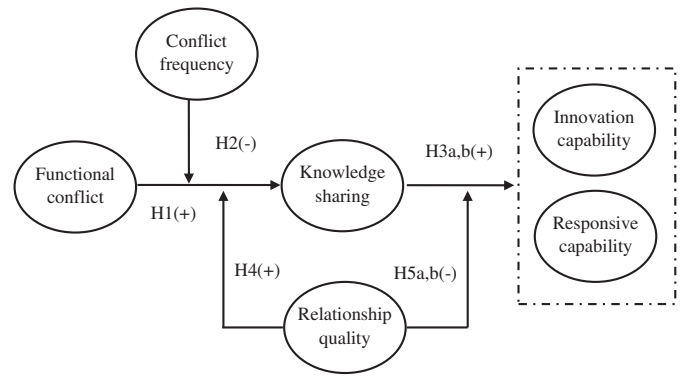 Conflict
frequency
H2(-)
Functional
conflict
H1(+)
Knowledge
sharing
H3a,b(+)
Innovation
capability
Responsive
capability
H4(+)
H5a,b(-)
Relationship
quality